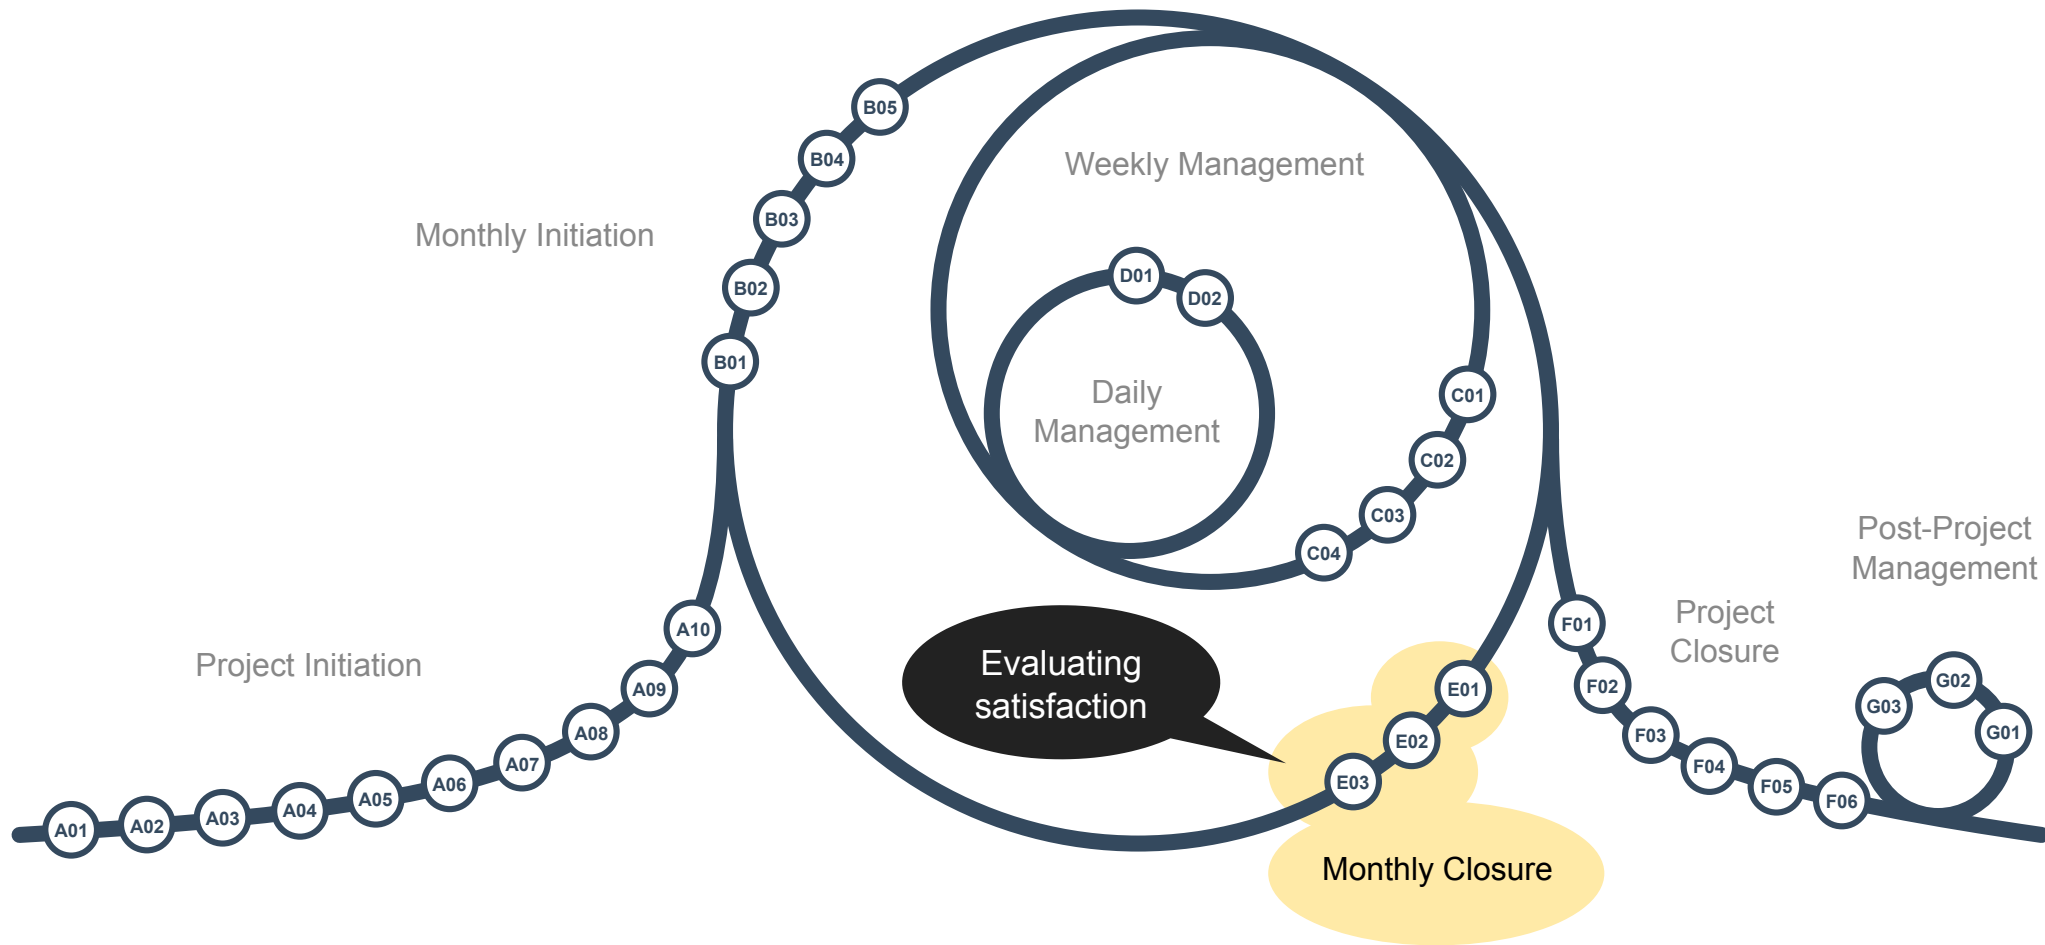 Project Initiation
A01
A02
A03
A04
A05
A06
A07
A08
A09
A10
Monthly Initiation
B01
B02
B03
B04
B05
Weekly Management
C01
C02
C03
C04
Daily
Management
D01
D02
Evaluating
satisfaction
E01
E02
E03
Monthly Closure
Project
Closure
F01
F02
F03
F04
F05
F06
Post-Project
Management
G01
G02
G03